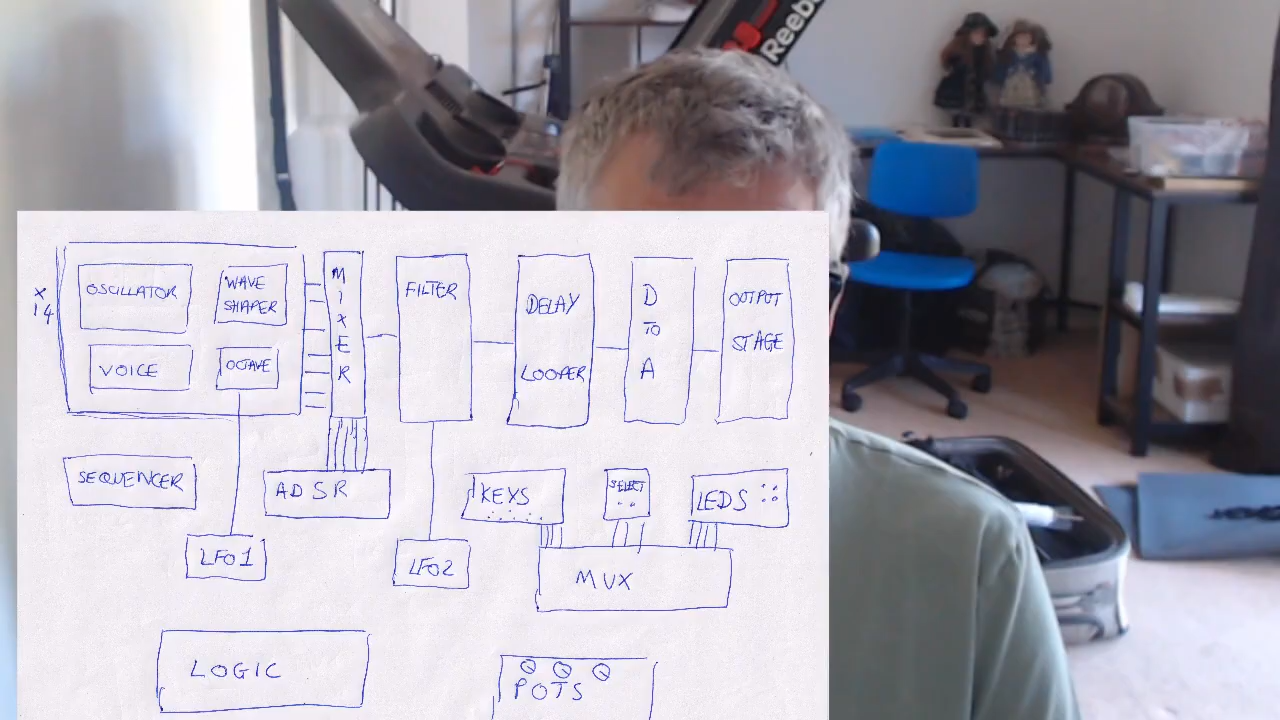 Reebok
x
14
OSCILLATOR
WAVE
SHAPER
VOICE
OCTAVE
MIXER
FILTER
DELAY
LOOPER
D
TO
A
OUTPUT
STAGE
SEQUENCER
ADSR
KEYS
SELECT
LEDS
LFO1
LFO2
MUX
LOGIC
POTS